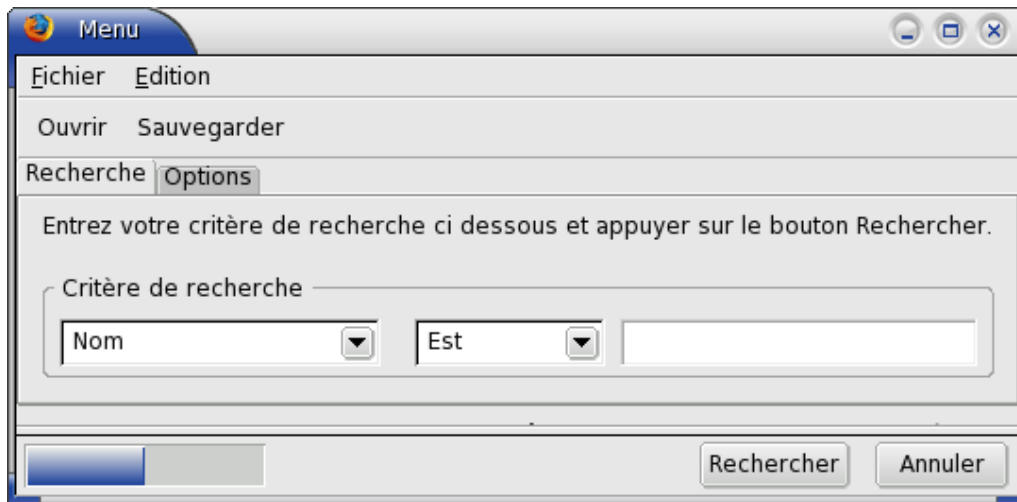 Menu
Fichier Edition
Ouvrir Sauvegarder
Recherche Options
Entrez votre critère de recherche ci dessous et appuyer sur le bouton Rechercher.
Critère de recherche
Nom Est
Rechercher Annuler